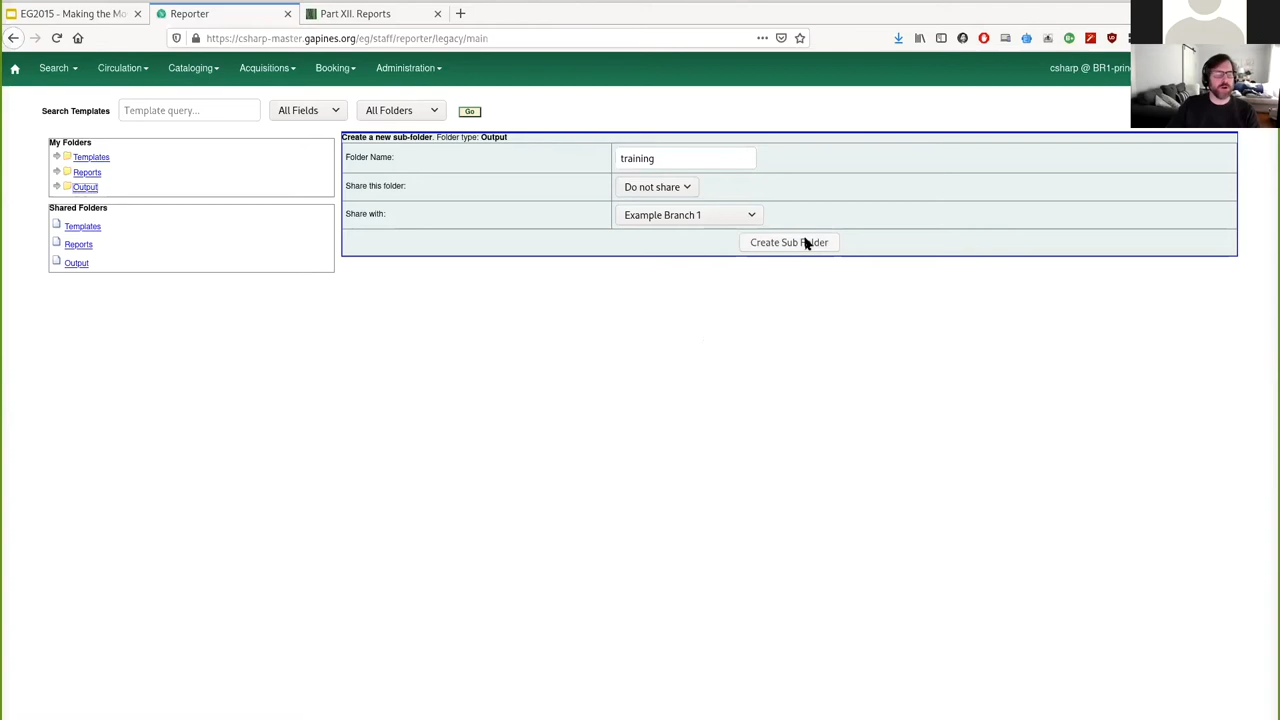 EG2015 - Making the Mo
Reporter
Part XII. Reports
https://csharp-master.gapines.org/eg/staff/reporter/legacy/main
Search
Circulation
Cataloging
Acquisitions
Booking
Administration
csharp @ BR1-prin
Search Templates
Template query...
All Fields
All Folders
Go
My Folders
Templates
Reports
Output
Shared Folders
Templates
Reports
Output
Create a new sub-folder. Folder type: Output
Folder Name:
training
Share this folder:
Do not share
Share with:
Example Branch 1
Create Sub Folder